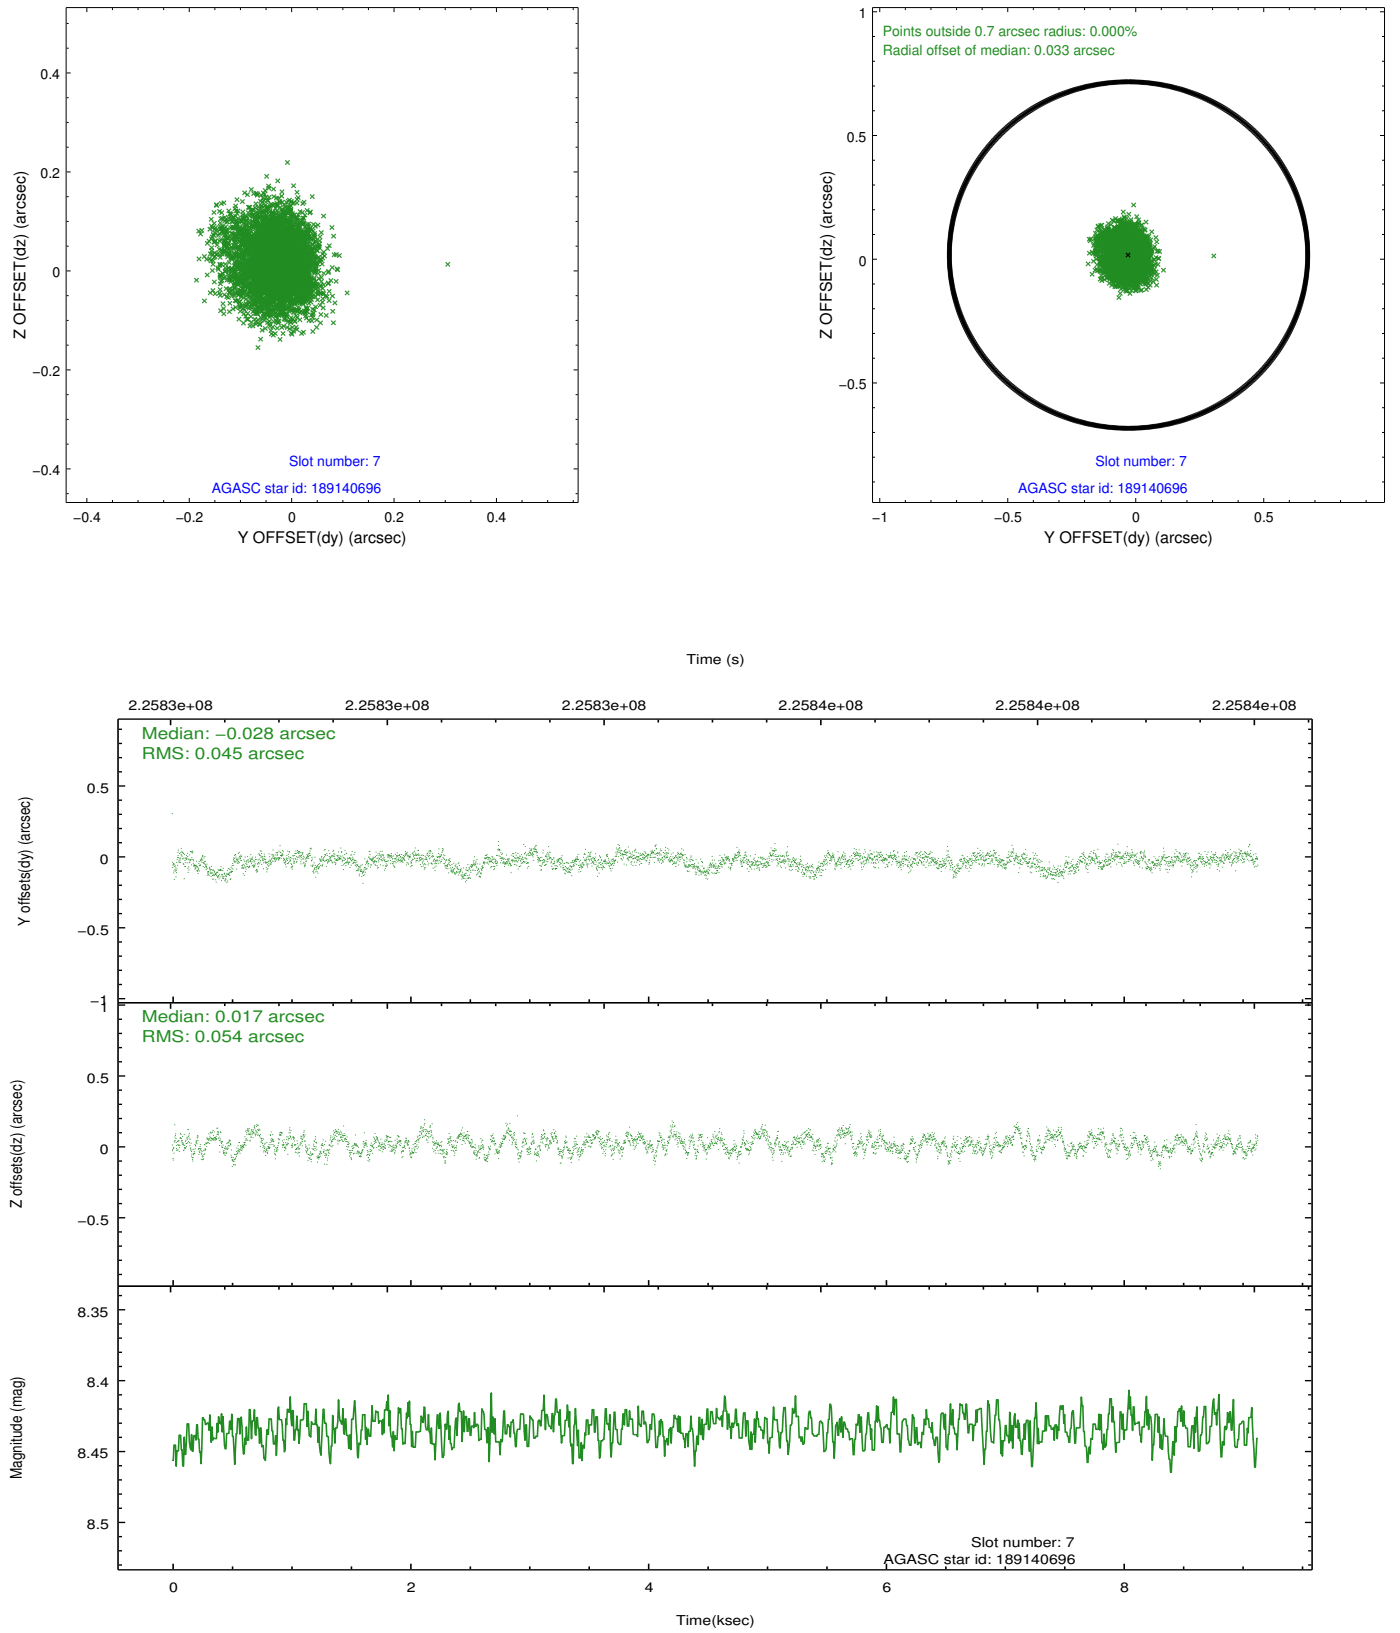 0.4
0.2
0
−0.2
−0.4
Z OFFSET(dz) (arcsec)
Slot number: 7
AGASC star id: 189140696
−0.4 −0.2 0 0.2 0.4
Y OFFSET(dy) (arcsec)
Points outside 0.7 arcsec radius: 0.000%
Radial offset of median: 0.033 arcsec
1
0.5
0
−0.5
Z OFFSET(dz) (arcsec)
Slot number: 7
AGASC star id: 189140696
−1 −0.5 0 0.5
Y OFFSET(dy) (arcsec)
Time (s)
2.2583e+08 2.2583e+08 2.2583e+08 2.2584e+08 2.2584e+08 2.2584e+08
Median: −0.028 arcsec
RMS: 0.045 arcsec
0.5
0
−0.5
−1
Y offsets(dy) (arcsec)
Median: 0.017 arcsec
RMS: 0.054 arcsec
1
0.5
0
−0.5
Z offsets(dz) (arcsec)
8.35
8.4
8.45
8.5
Magnitude (mag)
Slot number: 7
AGASC star id: 189140696
0 2 4 6 8
Time(ksec)